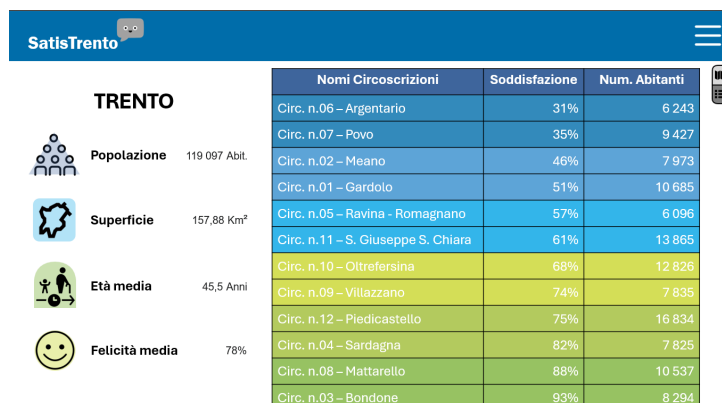 SatisTrento
TRENTO
Popolazione 119 097 Abit.
Superficie 157,88 Km²
Età media 45,5 Anni
Felicità media 78%
Nomi Circoscrizioni Soddisfazione Num. Abitanti
Circ. n.06 – Argentario 31% 6 243
Circ. n.07 – Povo 35% 9 427
Circ. n.02 – Meano 46% 7 973
Circ. n.01 – Gardolo 51% 10 685
Circ. n.05 – Ravina - Romagnano 57% 6 096
Circ. n.11 – S. Giuseppe S. Chiara 61% 13 865
Circ. n.10 – Oltrefersina 68% 12 826
Circ. n.09 – Villazzano 74% 7 835
Circ. n.12 – Piedicastello 75% 16 834
Circ. n.04 – Sardagna 82% 7 825
Circ. n.08 – Mattarello 88% 10 537
Circ. n.03 – Bondone 93% 8 294